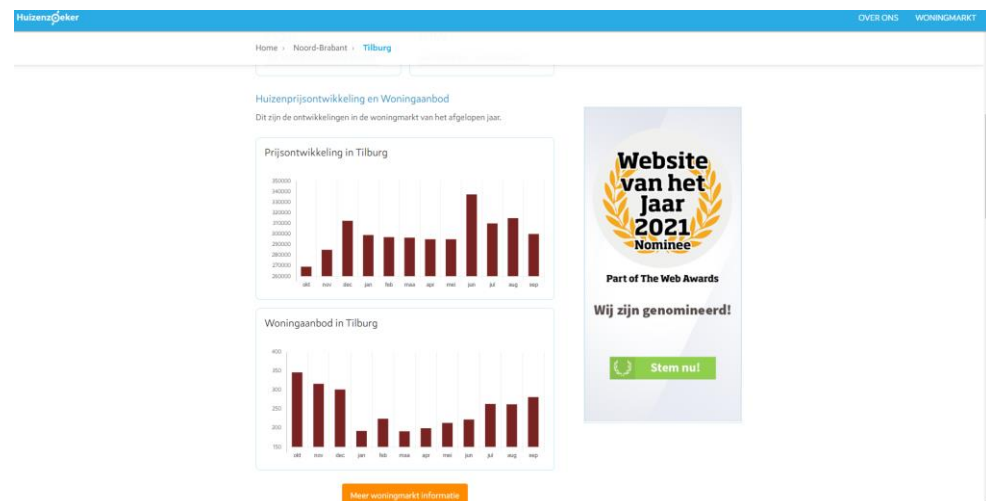 Huizenzoeker
OVER ONS WONINGMARKT
Home › Noord-Brabant › Tilburg
Huizenprijsontwikkeling en Woningaanbod
Dit zijn de ontwikkelingen in de woningmarkt van het afgelopen jaar.
Prijsontwikkeling in Tilburg
350000
340000
330000
320000
310000
300000
290000
280000
270000
260000
okt nov dec jan feb maa apr mei jun jul aug sep
Woningaanbod in Tilburg
400
350
300
250
200
150
okt nov dec jan feb maa apr mei jun jul aug sep
Meer woningmarkt informatie
Website
van het
Jaar
2021
Nominee
Part of The Web Awards
Wij zijn genomineerd!
Stem nu!